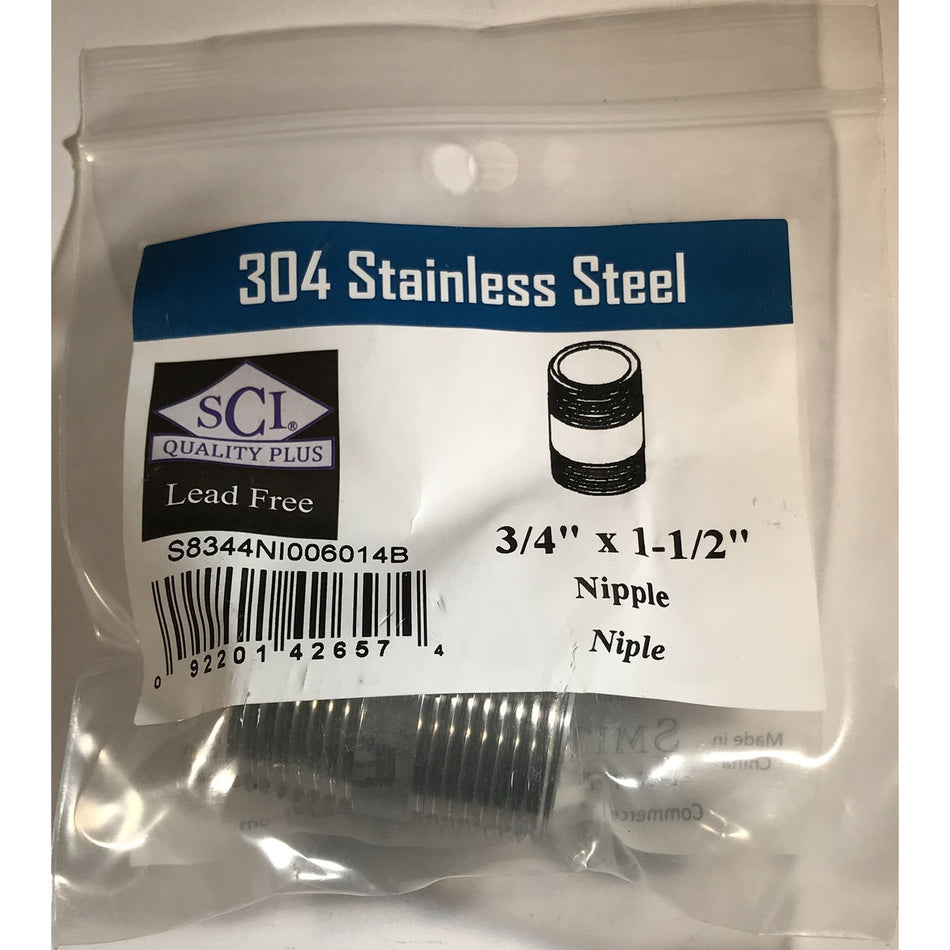 304 Stainless Steel
SCI®
QUALITY PLUS
Lead Free
S8344NI006014B
0 92201 42657 4
3/4" x 1-1/2"
Nipple
Niple
Made in
China